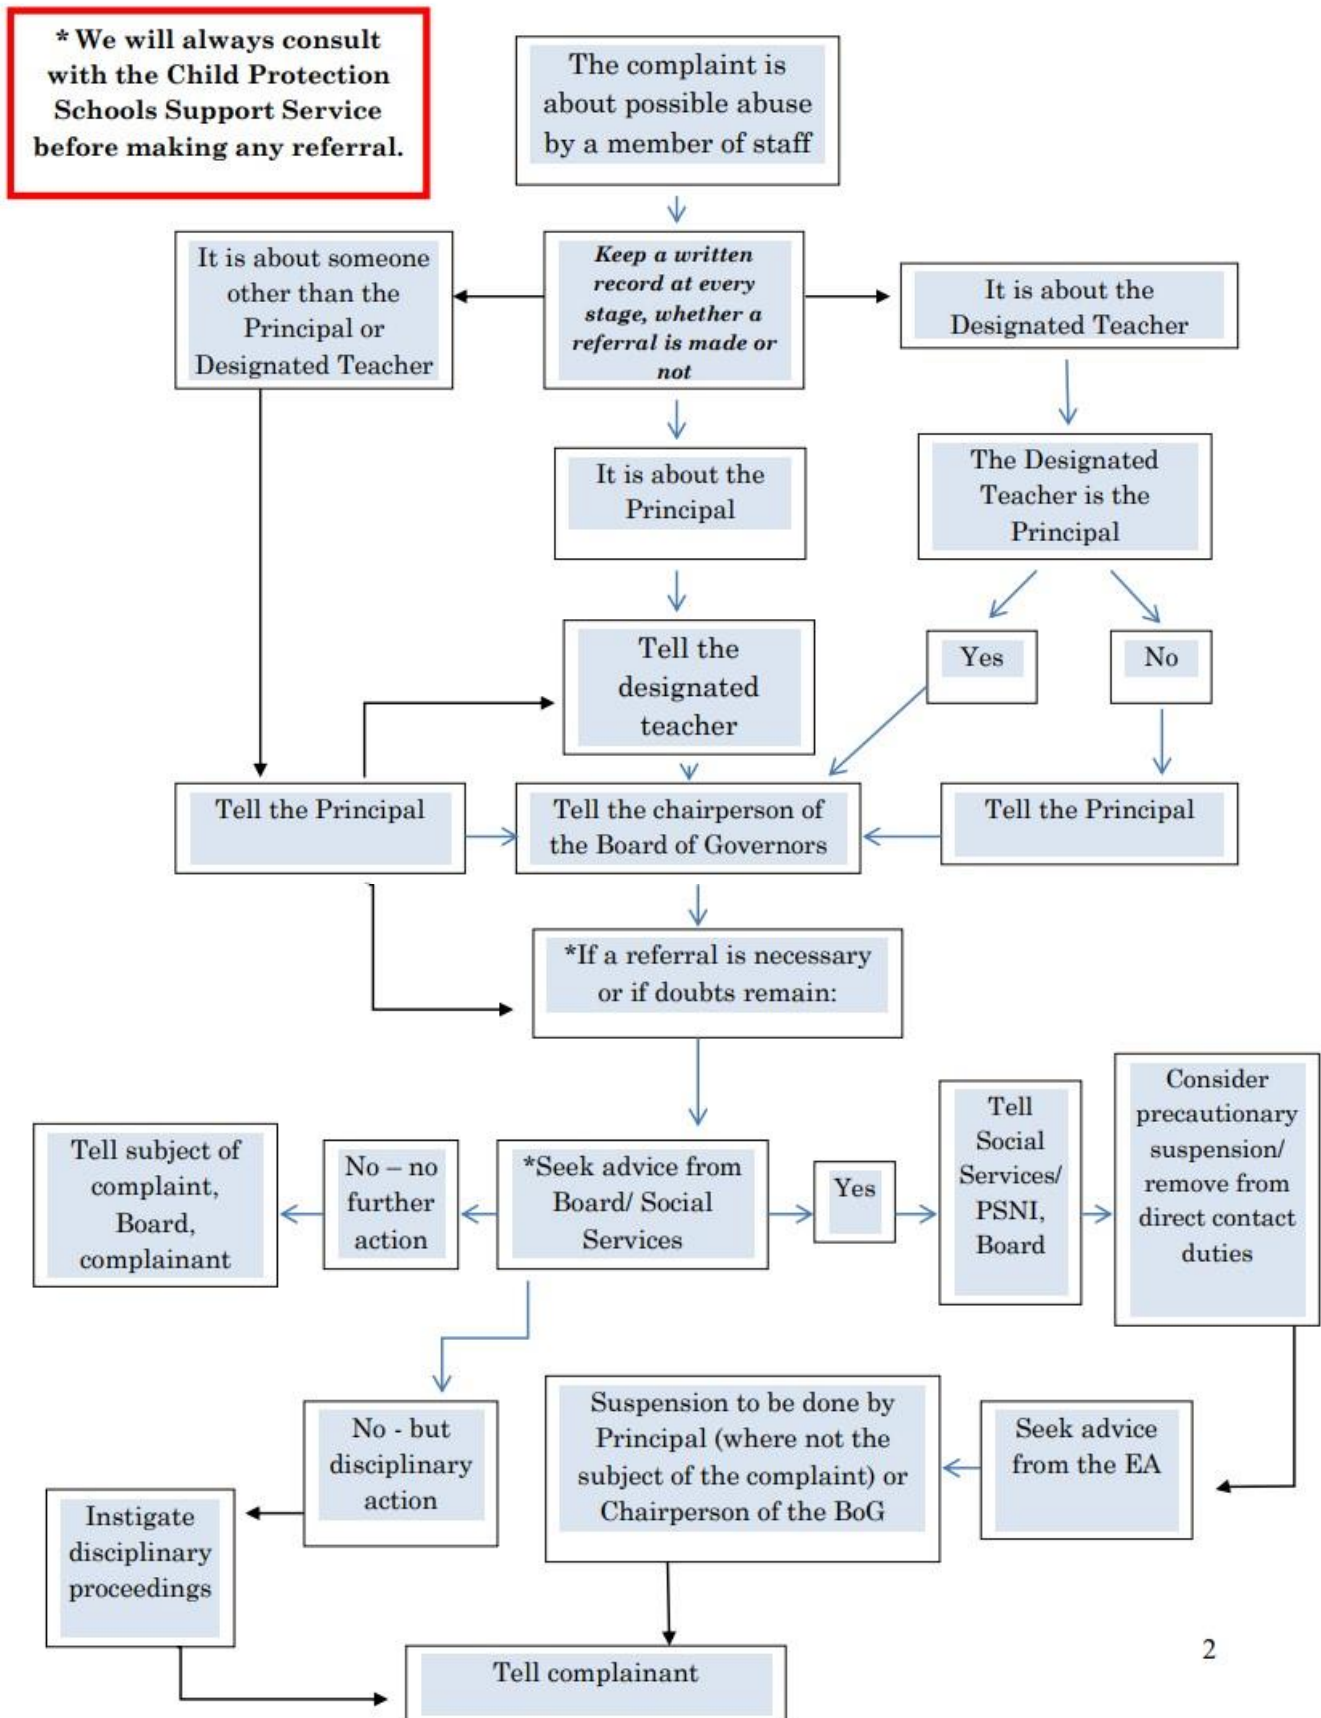 * We will always consult
with the Child Protection
Schools Support Service
before making any referral.
The complaint is
about possible abuse
by a member of staff
It is about someone
other than the
Principal or
Designated Teacher
Keep a written
record at every
stage, whether a
referral is made or
not
It is about the
Designated Teacher
It is about the
Principal
The Designated
Teacher is the
Principal
Tell the
designated
teacher
Yes
No
Tell the Principal
Tell the chairperson of
the Board of Governors
Tell the Principal
*If a referral is necessary
or if doubts remain:
Tell subject of
complaint,
Board,
complainant
No – no
further
action
*Seek advice from
Board/ Social
Services
Yes
Tell
Social
Services/
PSNI,
Board
Consider
precautionary
suspension/
remove from
direct contact
duties
No - but
disciplinary
action
Suspension to be done by
Principal (where not the
subject of the complaint) or
Chairperson of the BoG
Seek advice
from the EA
Instigate
disciplinary
proceedings
Tell complainant
2